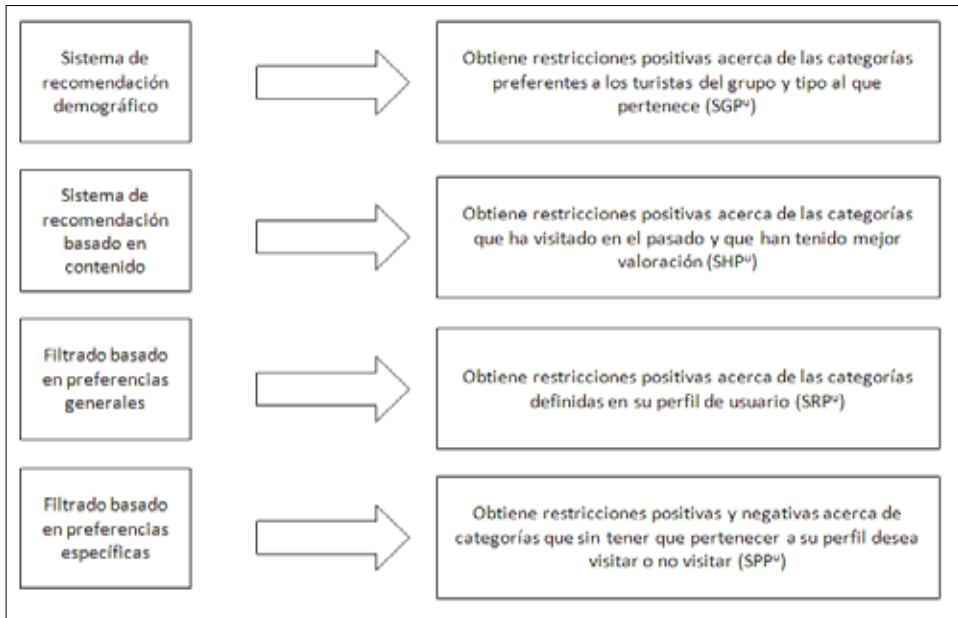 Sistema de
recomendación
demográfico
Obtiene restricciones positivas acerca de las categorías
preferentes a los turistas del grupo y tipo al que
pertenece (SGPᵘ)
Sistema de
recomendación
basado en
contenido
Obtiene restricciones positivas acerca de las categorías
que ha visitado en el pasado y que han tenido mejor
valoración (SHPᵘ)
Filtrado basado
en preferencias
generales
Obtiene restricciones positivas acerca de las categorías
definidas en su perfil de usuario (SRPᵘ)
Filtrado basado
en preferencias
específicas
Obtiene restricciones positivas y negativas acerca de
categorías que sin tener que pertenecer a su perfil desea
visitar o no visitar (SPPᵘ)